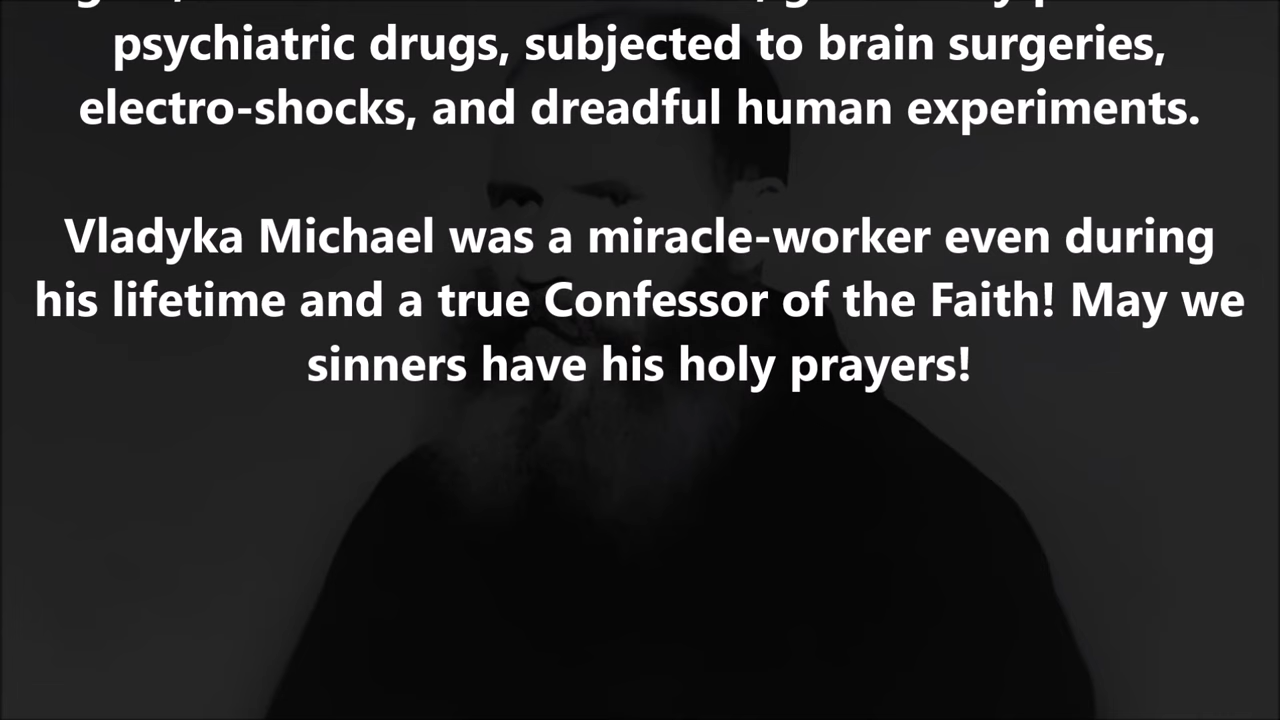 psychiatric drugs, subjected to brain surgeries,
electro-shocks, and dreadful human experiments.
Vladyka Michael was a miracle-worker even during
his lifetime and a true Confessor of the Faith! May we
sinners have his holy prayers!